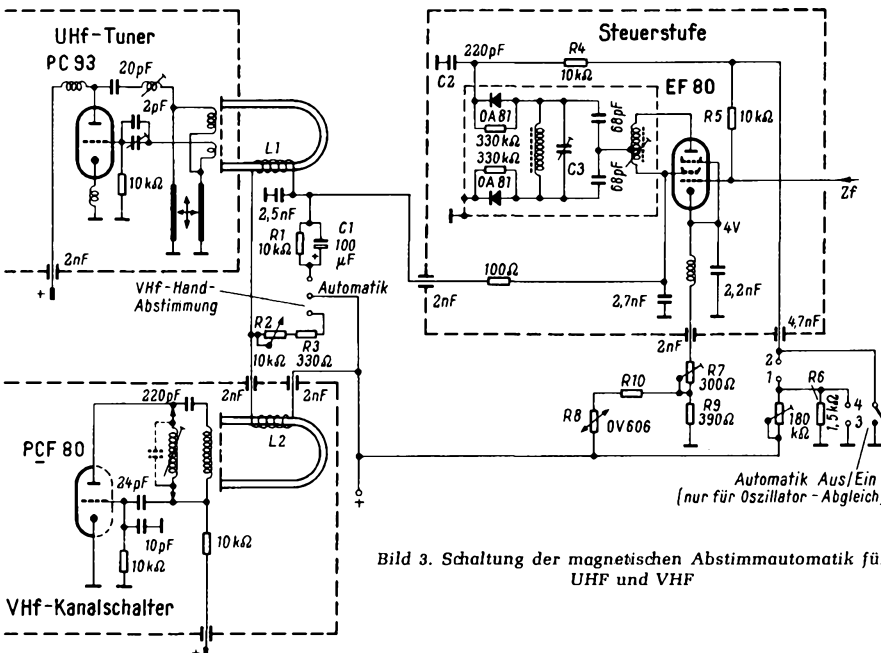 UHf-Tuner
PC 93
20pF
2pF
10kΩ
2nF
+
L1
2,5nF
R1
10kΩ
C1
100
µF
+
VHf-Hand-
Abstimmung
Automatik
R2
10kΩ
R3
330Ω
2nF
2nF
Steuerstufe
220pF
C2
R4
10kΩ
EF 80
0A 81
330kΩ
330kΩ
0A 81
C3
68pF
68pF
R5
10kΩ
Zf
4V
100Ω
2nF
2,7nF
2,2nF
2nF
4,7nF
R7
300Ω
R10
R8
0V606
R9
390Ω
2
1
180
kΩ
R6
1,5kΩ
4
3
Automatik Aus/Ein
(nur für Oszillator-Abgleich
220pF
PCF 80
24pF
10pF
10kΩ
10kΩ
L2
+
VHf-Kanalschalter
+
Bild 3. Schaltung der magnetischen Abstimmautomatik fü
UHF und VHF